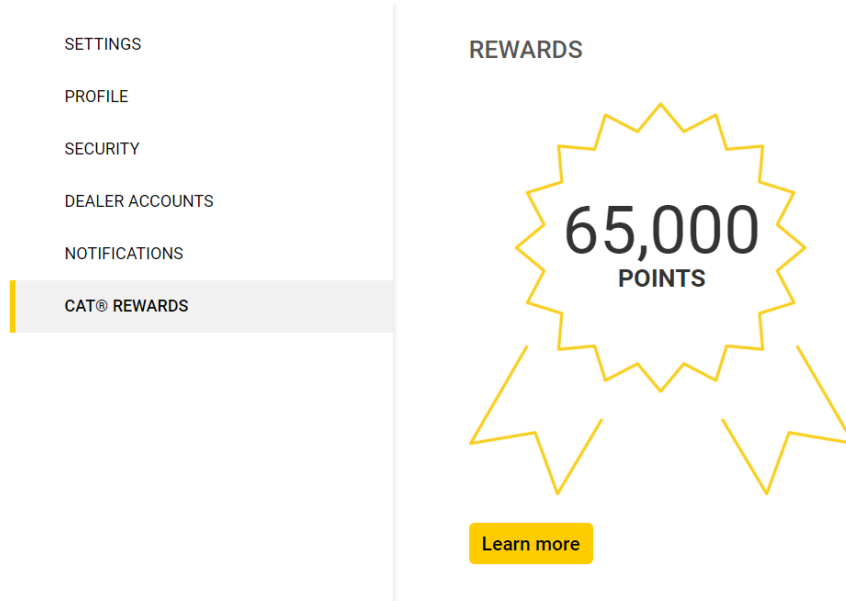 SETTINGS
PROFILE
SECURITY
DEALER ACCOUNTS
NOTIFICATIONS
CAT® REWARDS
REWARDS
65,000
POINTS
Learn more